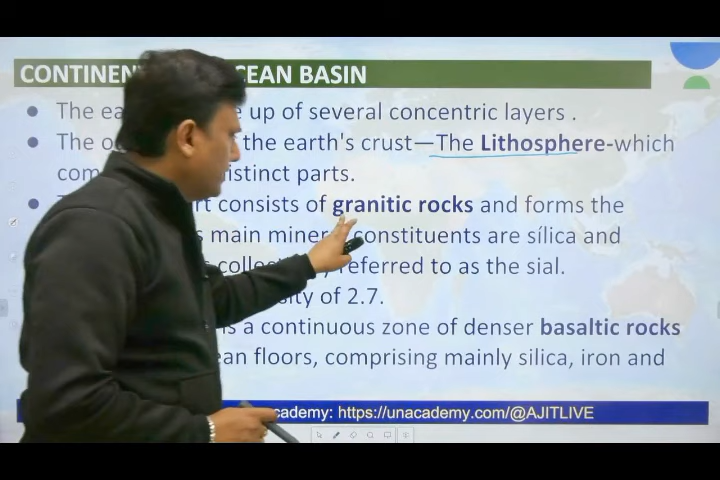 CONTINEN CEAN BASIN
The ea e up of several concentric layers .
The o the earth's crust—The Lithosphere-which
com istinct parts.
T rt consists of granitic rocks and forms the
s main miner constituents are sílica and
collec y referred to as the sial.
sity of 2.7.
is a continuous zone of denser basaltic rocks
ean floors, comprising mainly silica, iron and
cademy: https://unacademy.com/@AJITLIVE